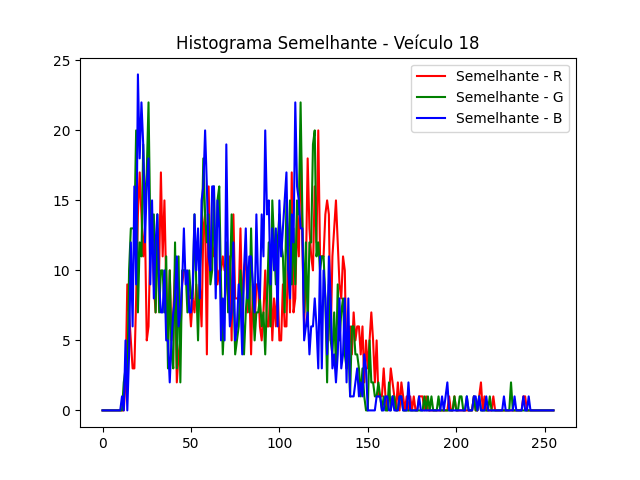 Histograma Semelhante - Veículo 18
Semelhante - R
Semelhante - G
Semelhante - B
25
20
15
10
5
0
0 50 100 150 200 250